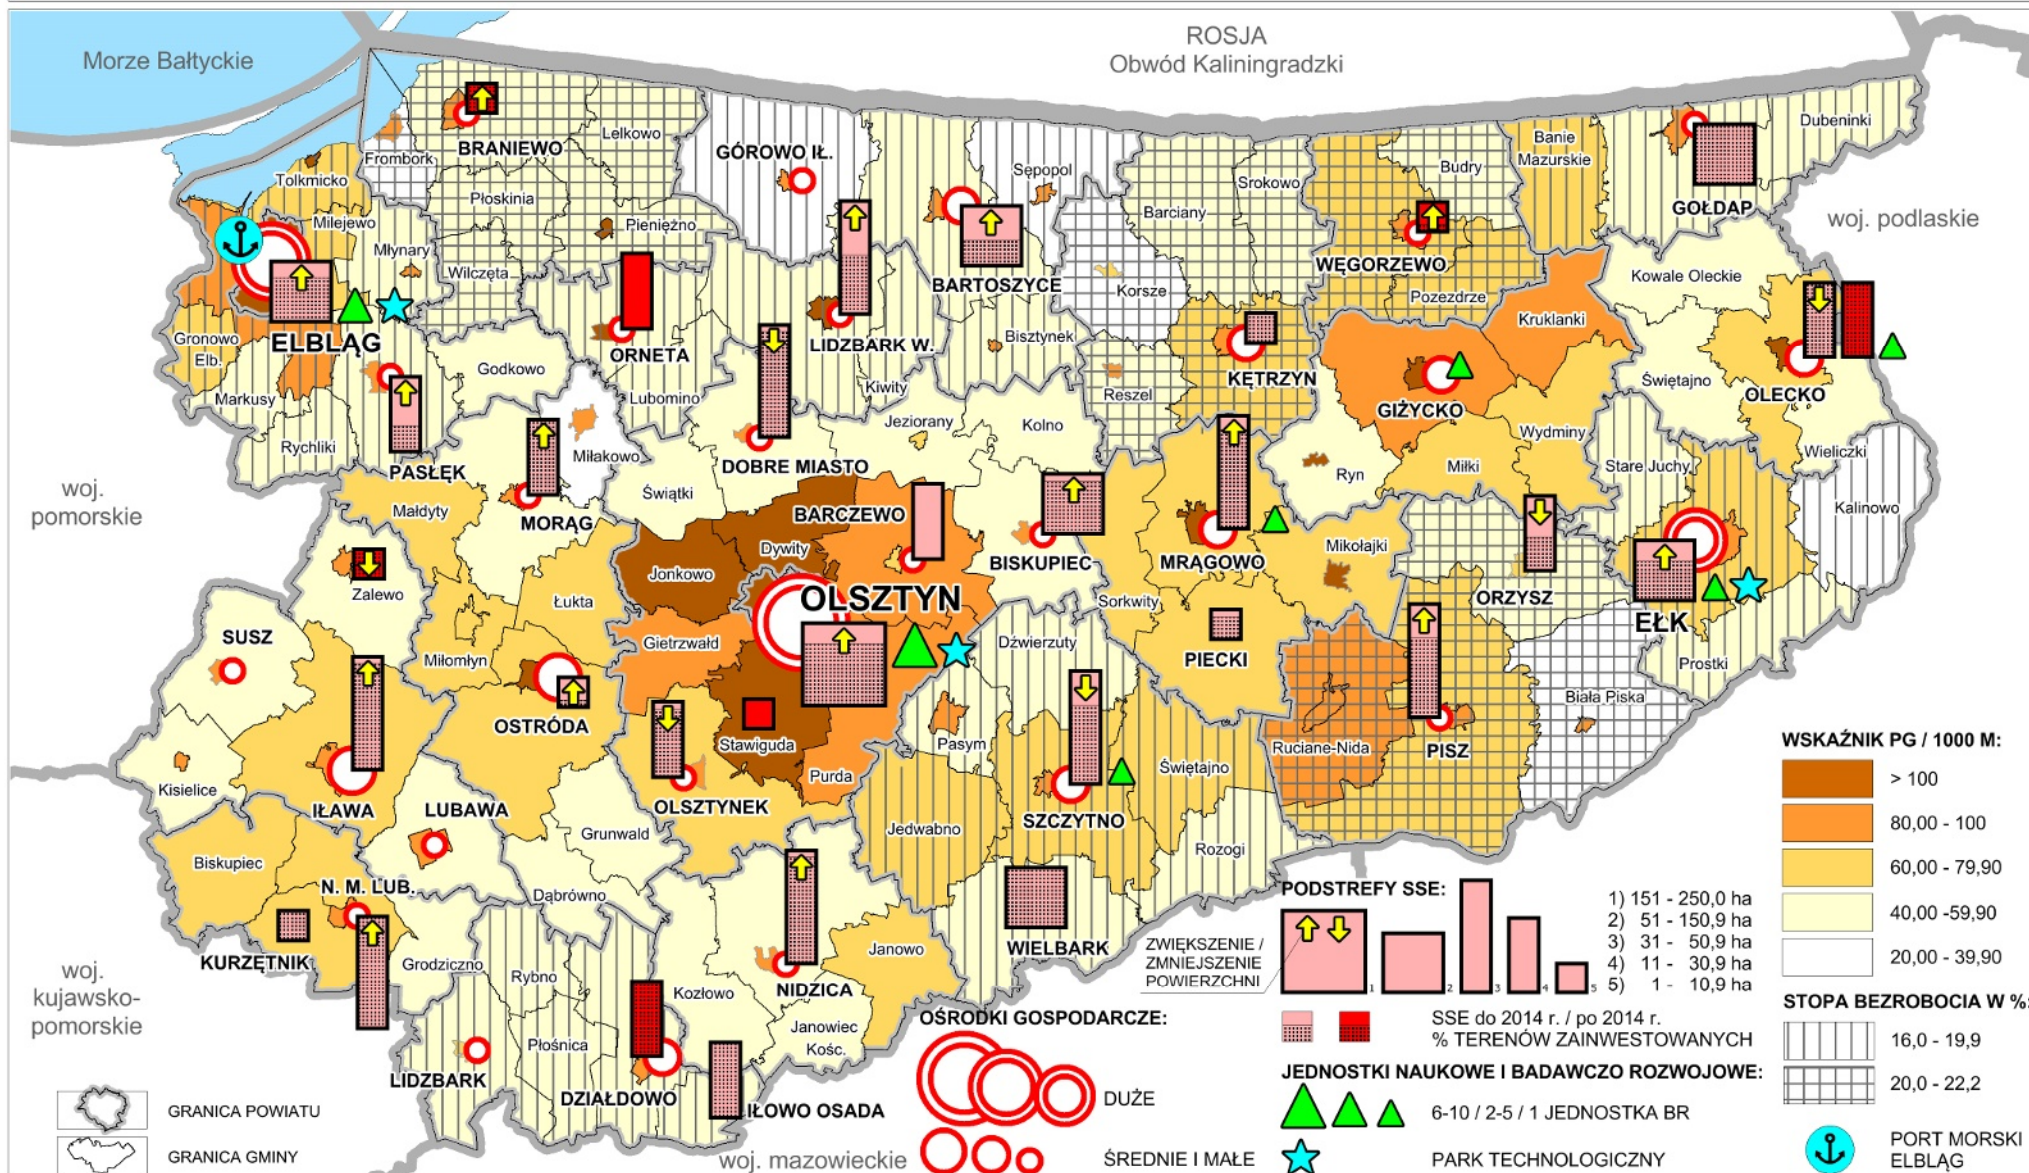 Morze Bałtyckie
ROSJA
Obwód Kaliningradzki
woj. podlaskie
woj.
pomorskie
woj.
kujawsko-
pomorskie
woj. mazowieckie
BRANIEWO
Lelkowo
Frombork
Płoskinia
Pieniężno
Wilczęta
Tolkmicko
Milejewo
Młynary
ELBLĄG
Gronowo
Elb.
Markusy
Rychliki
PASŁĘK
Godkowo
GÓROWO IŁ.
Sępopol
BARTOSZYCE
Bisztynek
ORNETA
Lubomino
LIDZBARK W.
Kiwity
Barciany
Srokowo
Korsze
Reszel
KĘTRZYN
WĘGORZEWO
Budry
Pozezdrze
Banie
Mazurskie
GOŁDAP
Dubeninki
Kowale Oleckie
Kruklanki
GIŻYCKO
Wydminy
Miłki
Ryn
Świętajno
OLECKO
Wieliczki
Stare Juchy
Kalinowo
EŁK
Prostki
MORĄG
Miłakowo
Małdyty
Świątki
DOBRE MIASTO
Jeziorany
Kolno
BARCZEWO
BISKUPIEC
Dywity
Jonkowo
OLSZTYN
Gietrzwałd
Stawiguda
Purda
OLSZTYNEK
Łukta
Miłomłyn
OSTRÓDA
Grunwald
Dąbrówno
Zalewo
SUSZ
Kisielice
IŁAWA
LUBAWA
Biskupiec
N. M. LUB.
KURZĘTNIK
Grodziczno
Sorkwity
MRĄGOWO
Mikołajki
PIECKI
ORZYSZ
Ruciane-Nida
PISZ
Biała Piska
Dźwierzuty
Pasym
SZCZYTNO
Świętajno
Jedwabno
Rozogi
WIELBARK
Rybno
Płośnica
LIDZBARK
DZIAŁDOWO
IŁOWO OSADA
Kozłowo
NIDZICA
Janowo
Janowiec
Kośc.
GRANICA POWIATU
GRANICA GMINY
OŚRODKI GOSPODARCZE:
DUŻE
ŚREDNIE I MAŁE
PODSTREFY SSE:
ZWIĘKSZENIE /
ZMNIEJSZENIE
POWIERZCHNI
1
2
3
4
5
1) 151 - 250,0 ha
2) 51 - 150,9 ha
3) 31 - 50,9 ha
4) 11 - 30,9 ha
5) 1 - 10,9 ha
SSE do 2014 r. / po 2014 r.
% TERENÓW ZAINWESTOWANYCH
JEDNOSTKI NAUKOWE I BADAWCZO ROZWOJOWE:
6-10 / 2-5 / 1 JEDNOSTKA BR
PARK TECHNOLOGICZNY
WSKAŹNIK PG / 1000 M:
> 100
80,00 - 100
60,00 - 79,90
40,00 -59,90
20,00 - 39,90
STOPA BEZROBOCIA W %:
16,0 - 19,9
20,0 - 22,2
PORT MORSKI
ELBLĄG